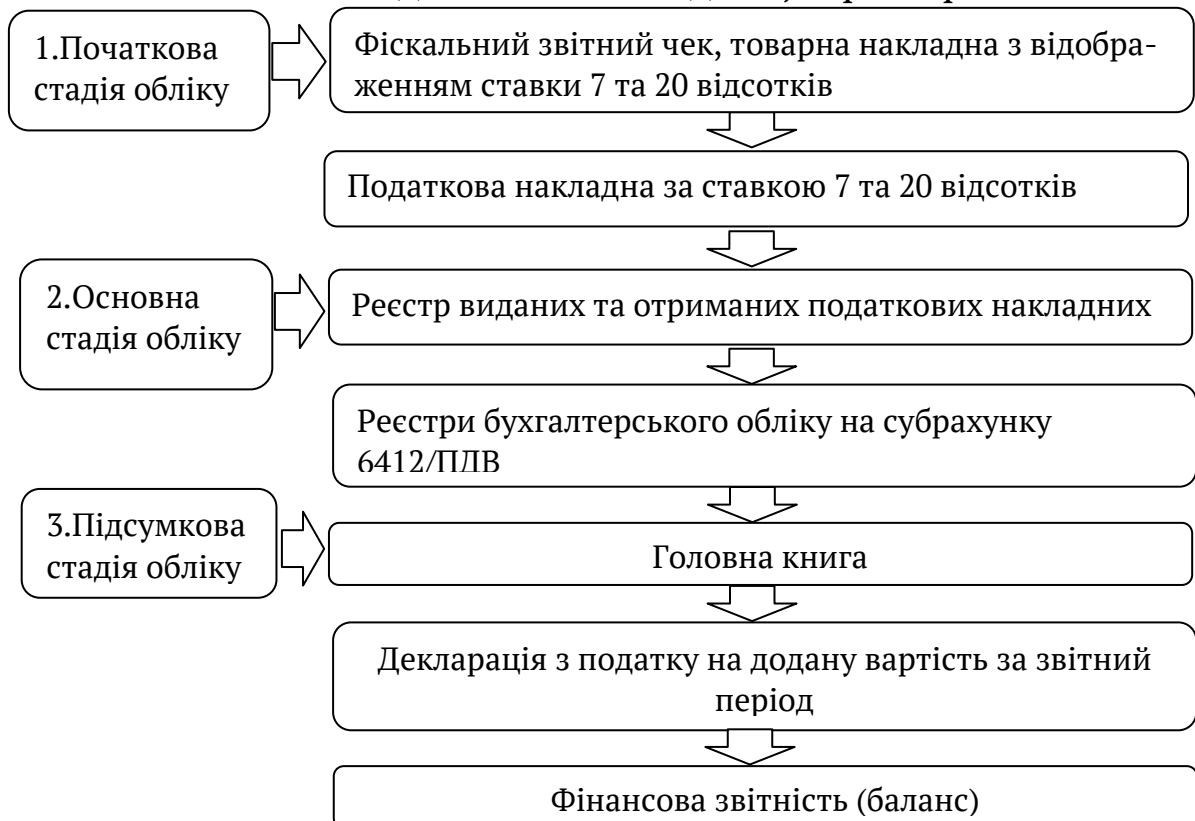 1.Початкова
стадія обліку
Фіскальний звітний чек, товарна накладна з відобра-
женням ставки 7 та 20 відсотків
Податкова накладна за ставкою 7 та 20 відсотків
2.Основна
стадія обліку
Реєстр виданих та отриманих податкових накладних
Реєстри бухгалтерського обліку на субрахунку
6412/ПДВ
3.Підсумкова
стадія обліку
Головна книга
Декларація з податку на додану вартість за звітний
період
Фінансова звітність (баланс)